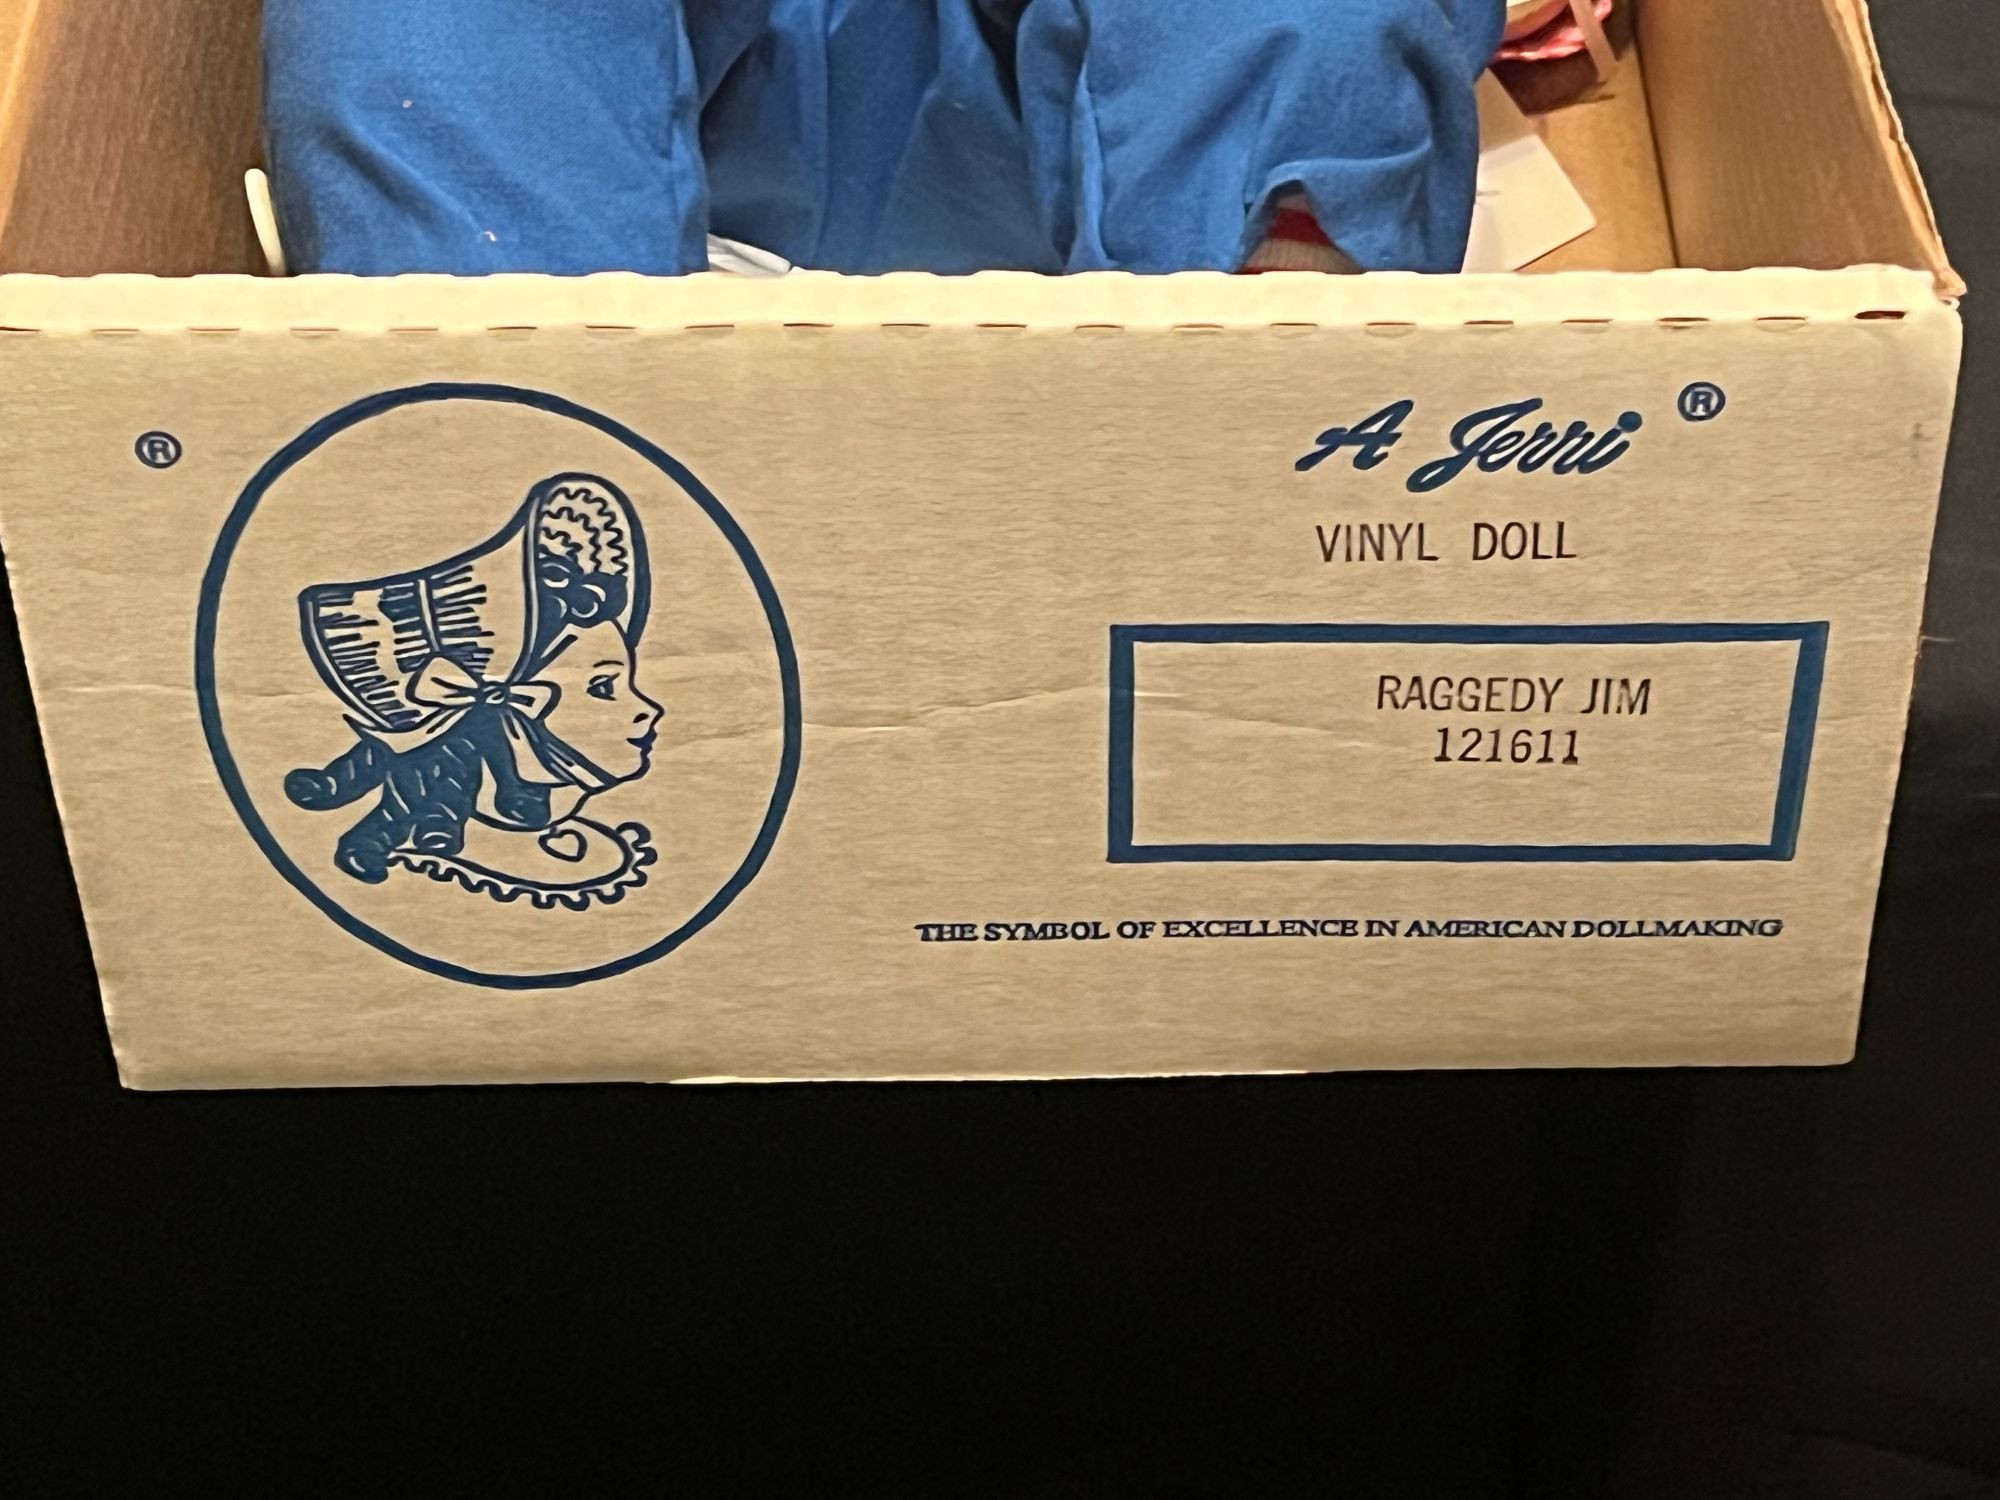 ®
A Jerri ®
VINYL DOLL
RAGGEDY JIM
121611
THE SYMBOL OF EXCELLENCE IN AMERICAN DOLLMAKING